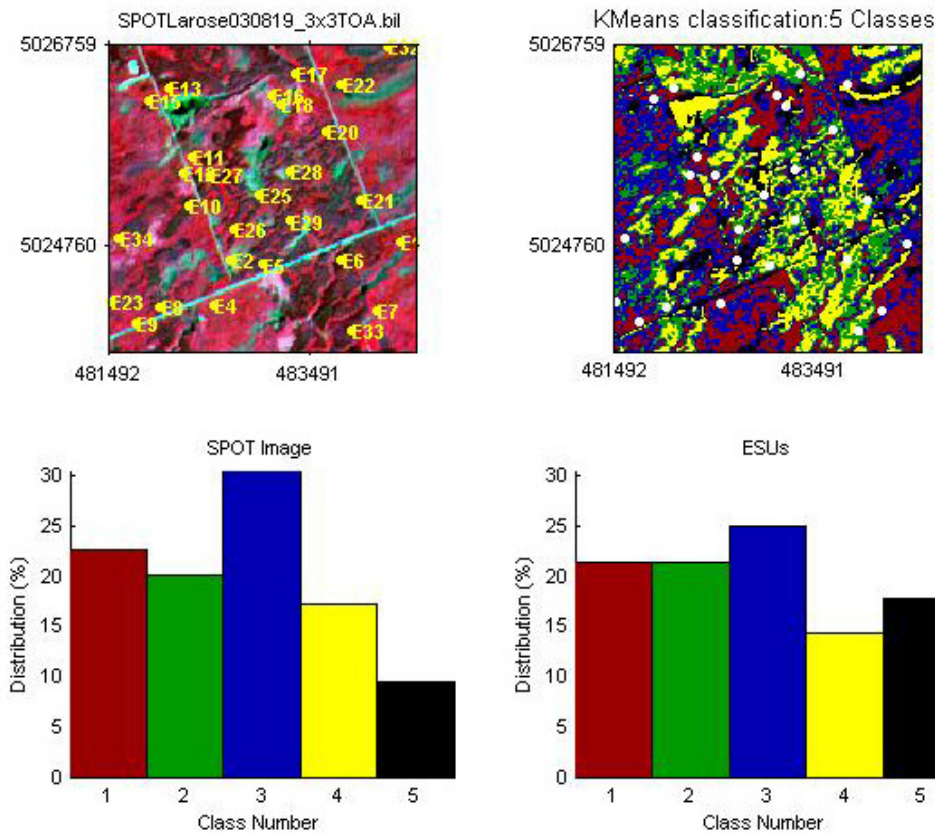 SPOTLarose030819_3x3TOA.bil
KMeans classification:5 Classes
5026759
E32
E17
E13
E22
E16
E15
E18
E20
E11
E28
E27
E25
E21
E10
E29
E26
E34
5024760
E2
E5
E6
E23
E8
E4
E7
E9
E33
481492
483491
5026759
5024760
481492
483491
SPOT Image
30
25
20
15
10
5
0
Distribution (%)
1 2 3 4 5
Class Number
ESUs
30
25
20
15
10
5
0
Distribution (%)
1 2 3 4 5
Class Number